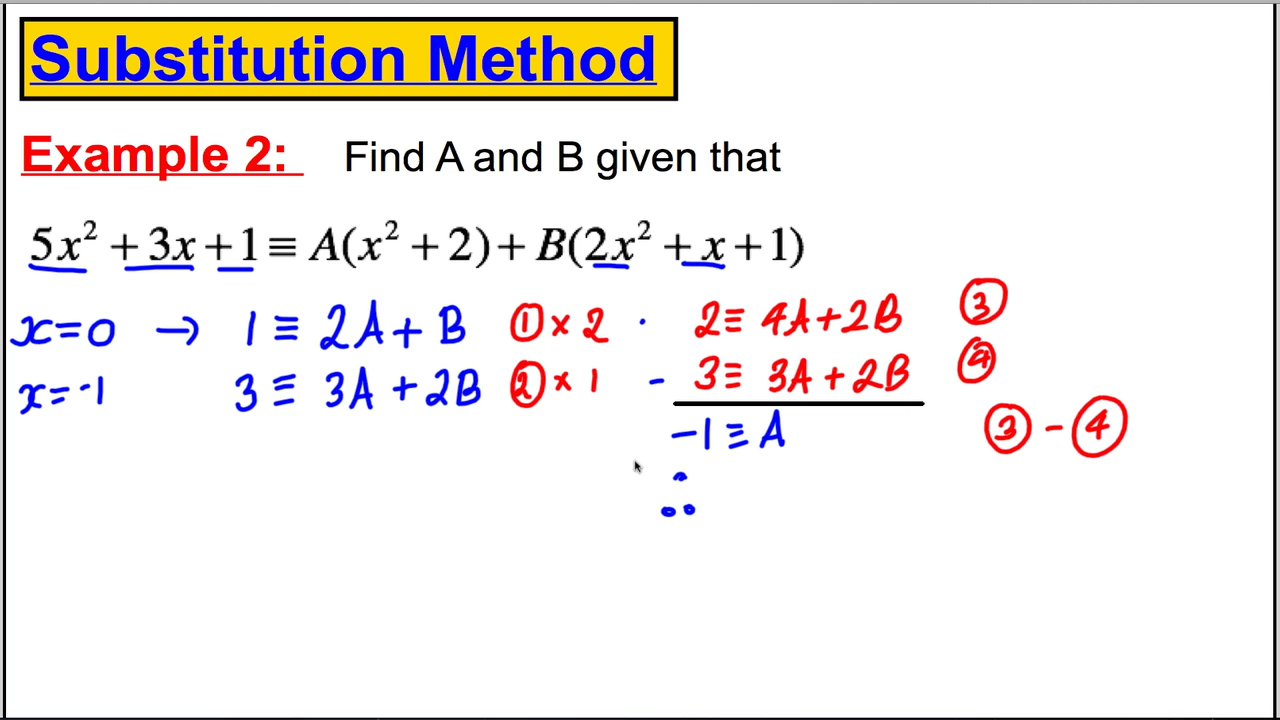 Substitution Method
Example 2: Find A and B given that
5x² + 3x + 1 ≡ A(x² + 2) + B(2x² + x + 1)
x=0 → 1 ≡ 2A + B ① × 2 2 ≡ 4A + 2B ③
x=-1 3 ≡ 3A + 2B ② × 1 - 3 ≡ 3A + 2B ④
-1 ≡ A ③ - ④
∴